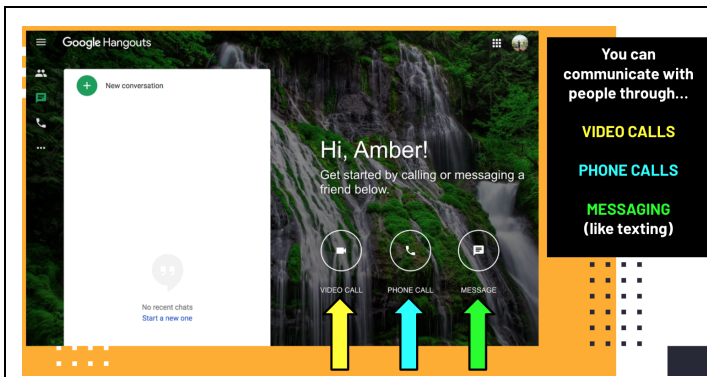 Google Hangouts
New conversation
Hi, Amber!
Get started by calling or messaging a
friend below.
VIDEO CALL
PHONE CALL
MESSAGE
No recent chats
Start a new one
You can
communicate with
people through...
VIDEO CALLS
PHONE CALLS
MESSAGING
(like texting)